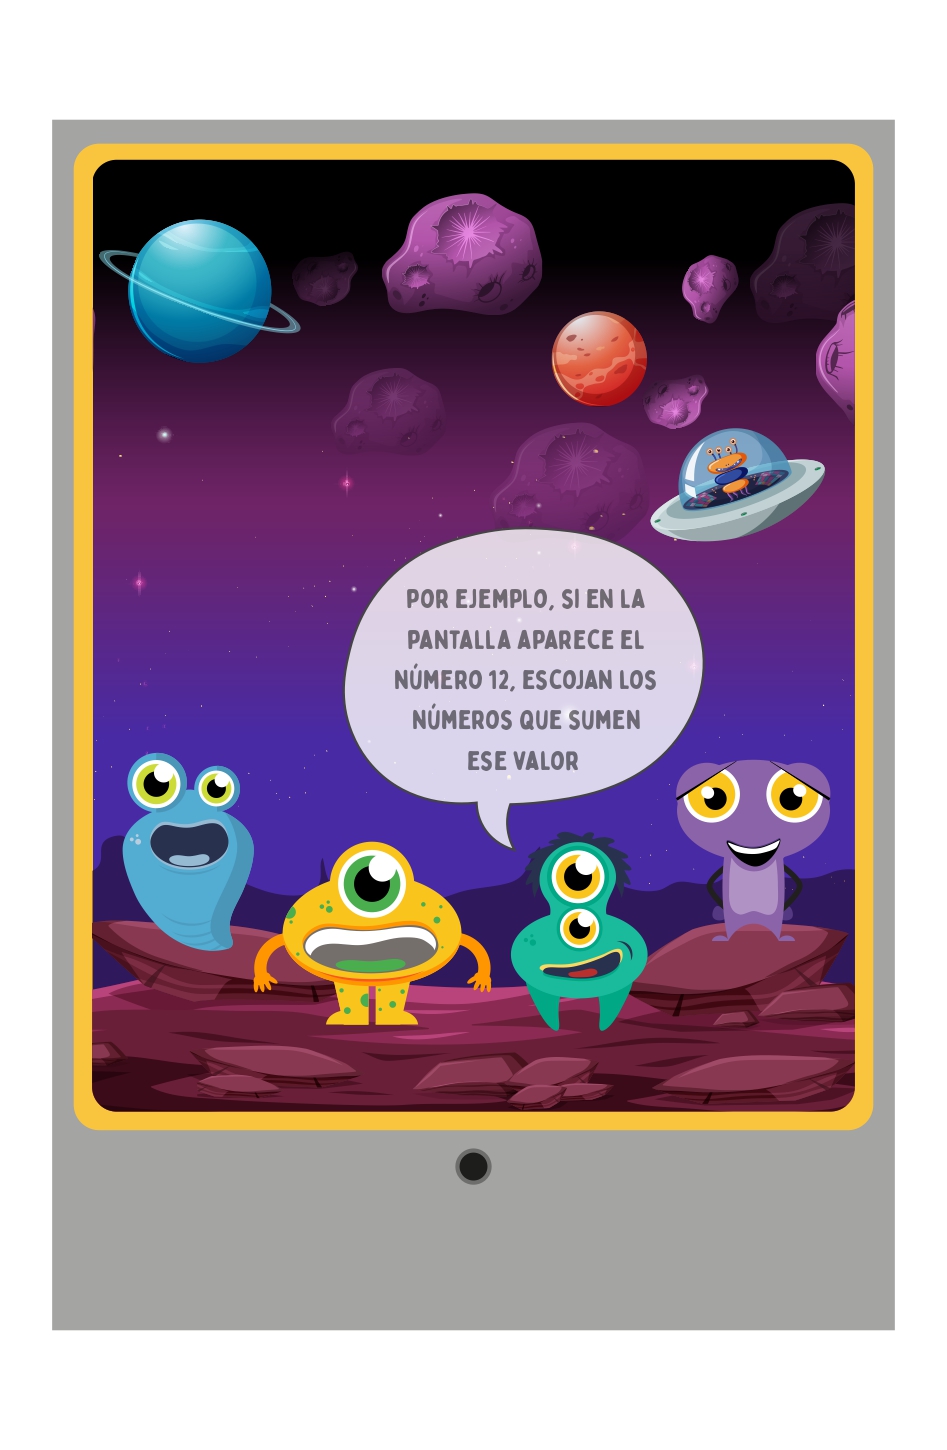 POR EJEMPLO, SI EN LA
PANTALLA APARECE EL
NÚMERO 12, ESCOJAN LOS
NÚMEROS QUE SUMEN
ESE VALOR